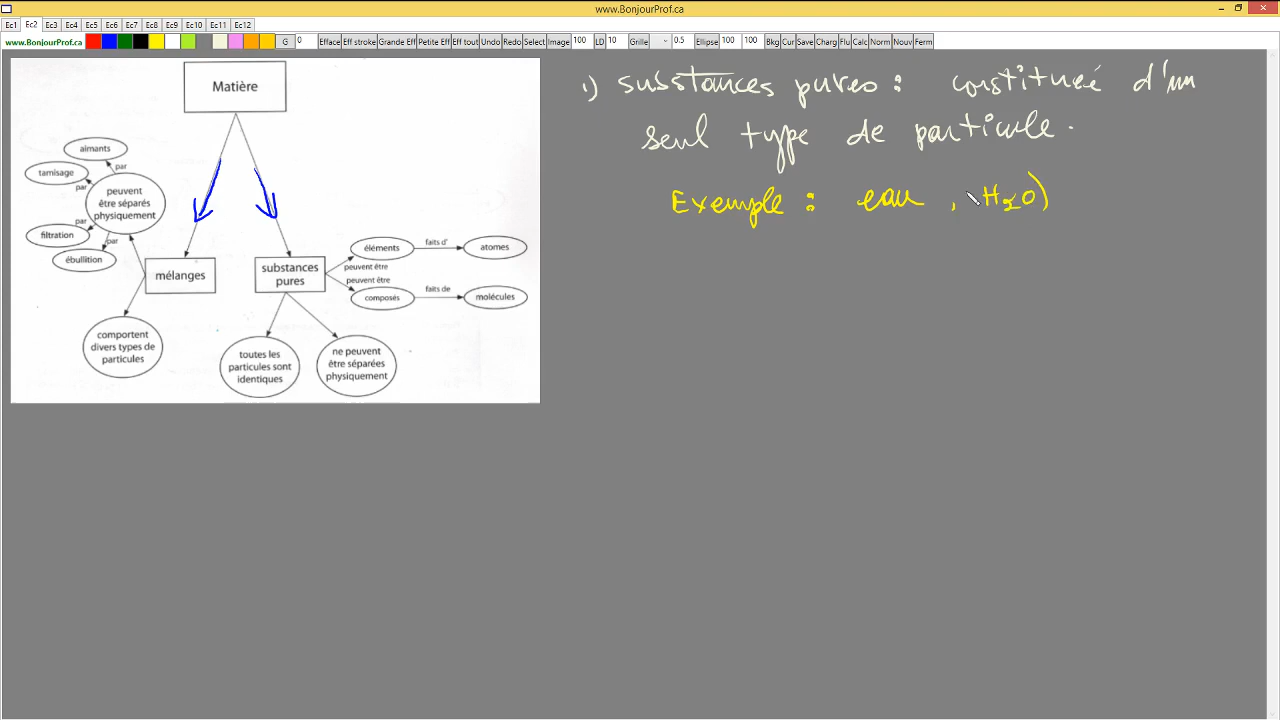 www.BonjourProf.ca
Ec1 Ec2 Ec3 Ec4 Ec5 Ec6 Ec7 Ec8 Ec9 Ec10 Ec11 Ec12
www.BonjourProf.ca G 0 Efface Eff stroke Grande Eff Petite Eff Eff tout Undo Redo Select Image 100 LD 10 Grille 0.5 Ellipse 100 100 Bkg Cur Save Charg Flu Calc Norm Nouv Ferm
Matière
aimants
par
tamisage
par
peuvent
être séparés
physiquement
par
filtration
par
ébullition
mélanges
comportent
divers types de
particules
substances
pures
peuvent être
éléments
faits d'
atomes
peuvent être
composés
faits de
molécules
toutes les
particules sont
identiques
ne peuvent
être séparées
physiquement
1) substances pures : constituée d'un
seul type de particule.
Exemple : eau , H2O)